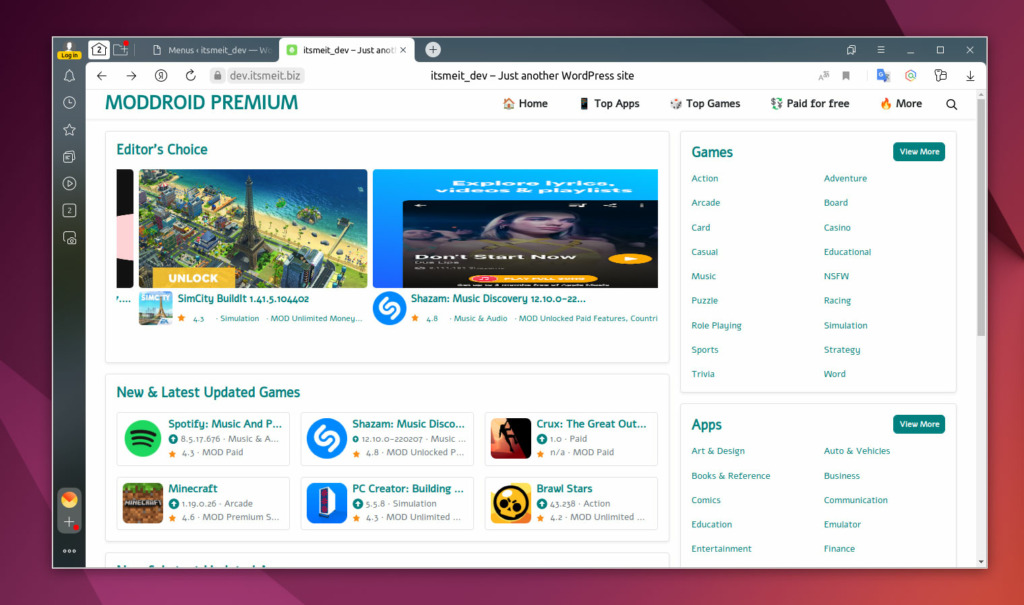 Log in
2
Menus ‹ itsmeit_dev — Wo
itsmeit_dev – Just anot
Я
dev.itsmeit.biz
itsmeit_dev – Just another WordPress site
MODDROID PREMIUM
Home
Top Apps
Top Games
Paid for free
More
2
Editor's Choice
UNLOCK
Explore lyrics,
videos & playlists
Don't Start Now
Dua Lipa
PLAY FULL SONG
SIMCITY
SimCity BuildIt 1.41.5.104402
4.3 · Simulation · MOD Unlimited Money...
Shazam: Music Discovery 12.10.0-22...
4.8 · Music & Audio · MOD Unlocked Paid Features, Countri
New & Latest Updated Games
Spotify: Music And P...
8.5.17.676 · Music & A...
4.3 · MOD Paid
Shazam: Music Disco...
12.10.0-220207 · Music ...
4.8 · MOD Unlocked P...
Crux: The Great Out...
1.0 · Paid
n/a · MOD Paid
Minecraft
1.19.0.26 · Arcade
4.6 · MOD Premium S...
PC Creator: Building ...
5.5.8 · Simulation
4.3 · MOD Unlimited ...
Brawl Stars
43.238 · Action
4.2 · MOD Unlimited ...
Games
View More
Action
Adventure
Arcade
Board
Card
Casino
Casual
Educational
Music
NSFW
Puzzle
Racing
Role Playing
Simulation
Sports
Strategy
Trivia
Word
Apps
View More
Art & Design
Auto & Vehicles
Books & Reference
Business
Comics
Communication
Education
Emulator
Entertainment
Finance